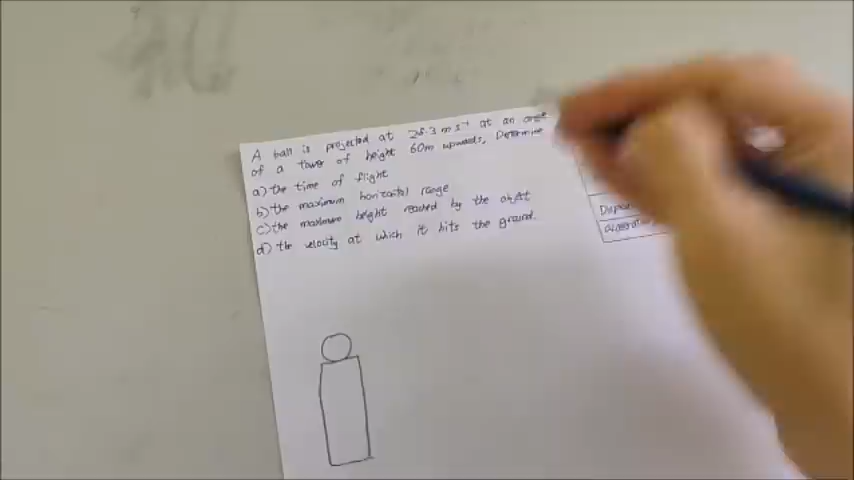 A ball is projected at 28.3 m s⁻¹ at an angle
of a tower of height 60m upwards, Determine
a) the time of flight
b) the maximum horizontal range
c) the maximum height reached by the object
d) the velocity at which it hits the ground.